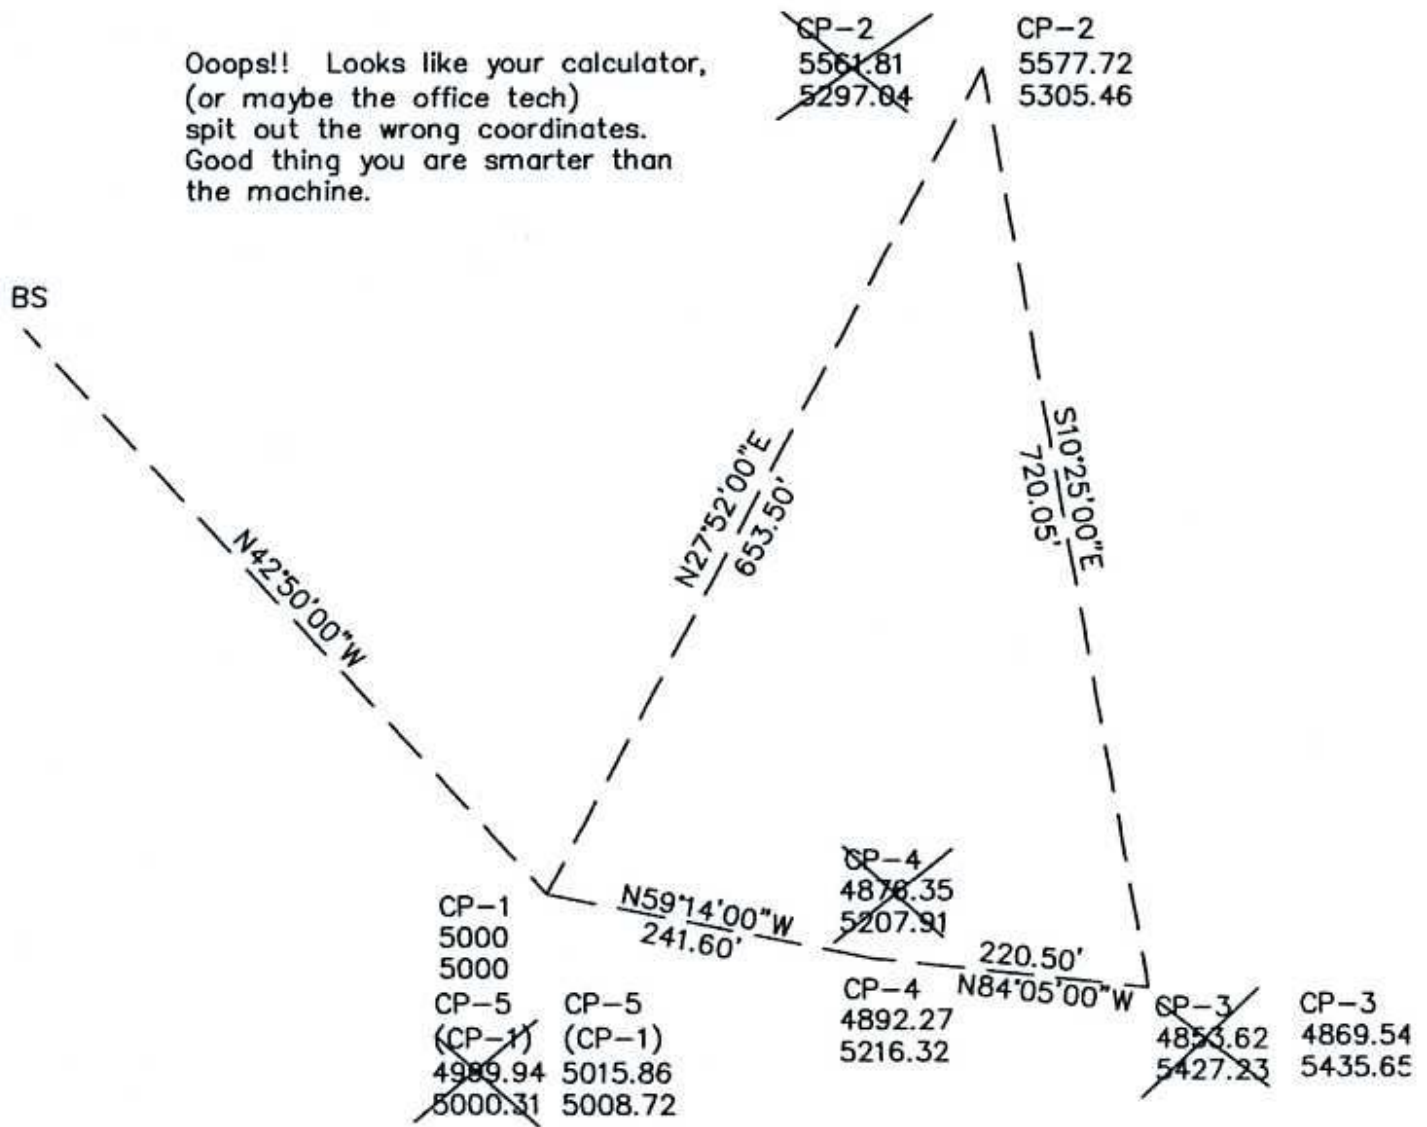 Ooops!! Looks like your calculator,
(or maybe the office tech)
spit out the wrong coordinates.
Good thing you are smarter than
the machine.
CP-2
5561.81
5297.04
CP-2
5577.72
5305.46
BS
N42°50'00"W
N27°52'00"E
653.50'
S10°25'00"E
720.05'
CP-1
5000
5000
N59°14'00"W
241.60'
CP-4
4876.35
5207.91
220.50'
N84°05'00"W
CP-4
4892.27
5216.32
CP-3
4853.62
5427.23
CP-3
4869.54
5435.65
CP-5
(CP-1)
4999.94
5000.31
CP-5
(CP-1)
5015.86
5008.72